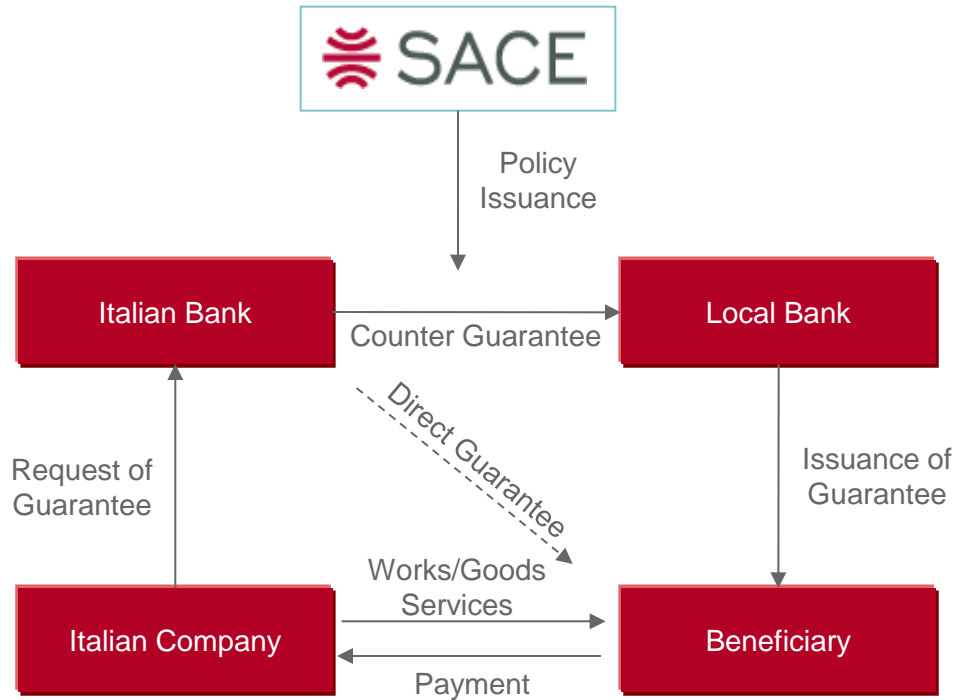 SACE
Policy
Issuance
Italian Bank
Local Bank
Counter Guarantee
Direct Guarantee
Request of
Guarantee
Issuance of
Guarantee
Works/Goods
Services
Italian Company
Beneficiary
Payment